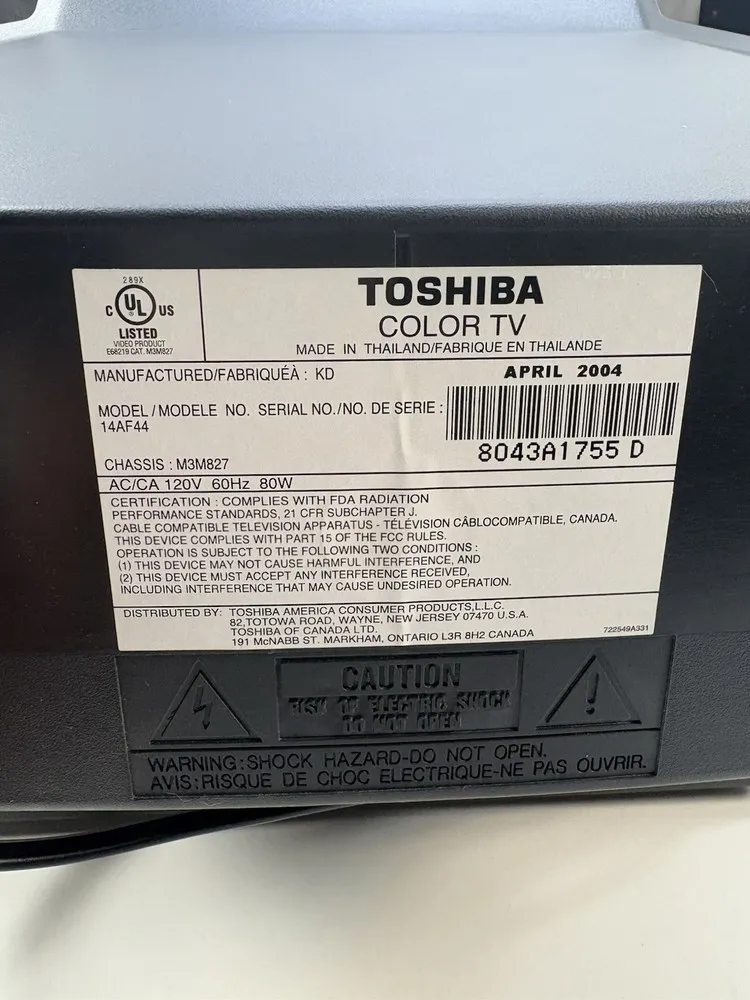 289X
C UL US
LISTED
VIDEO PRODUCT
E68219 CAT. M3M827
TOSHIBA
COLOR TV
MADE IN THAILAND/FABRIQUE EN THAILANDE
MANUFACTURED/FABRIQUÉÀ : KD
APRIL 2004
MODEL / MODELE NO. SERIAL NO./NO. DE SERIE :
14AF44
8043A1755 D
CHASSIS : M3M827
AC/CA 120V 60Hz 80W
CERTIFICATION : COMPLIES WITH FDA RADIATION
PERFORMANCE STANDARDS, 21 CFR SUBCHAPTER J.
CABLE COMPATIBLE TELEVISION APPARATUS - TÉLÉVISION CÂBLOCOMPATIBLE, CANADA.
THIS DEVICE COMPLIES WITH PART 15 OF THE FCC RULES.
OPERATION IS SUBJECT TO THE FOLLOWING TWO CONDITIONS :
(1) THIS DEVICE MAY NOT CAUSE HARMFUL INTERFERENCE, AND
(2) THIS DEVICE MUST ACCEPT ANY INTERFERENCE RECEIVED,
INCLUDING INTERFERENCE THAT MAY CAUSE UNDESIRED OPERATION.
DISTRIBUTED BY: TOSHIBA AMERICA CONSUMER PRODUCTS,L.L.C.
82,TOTOWA ROAD, WAYNE, NEW JERSEY 07470 U.S.A.
TOSHIBA OF CANADA LTD.
191 McNABB ST. MARKHAM, ONTARIO L3R 8H2 CANADA
722549A331
CAUTION
RISK OF ELECTRIC SHOCK
DO NOT OPEN
WARNING:SHOCK HAZARD-DO NOT OPEN.
AVIS:RISQUE DE CHOC ELECTRIQUE-NE PAS OUVRIR.